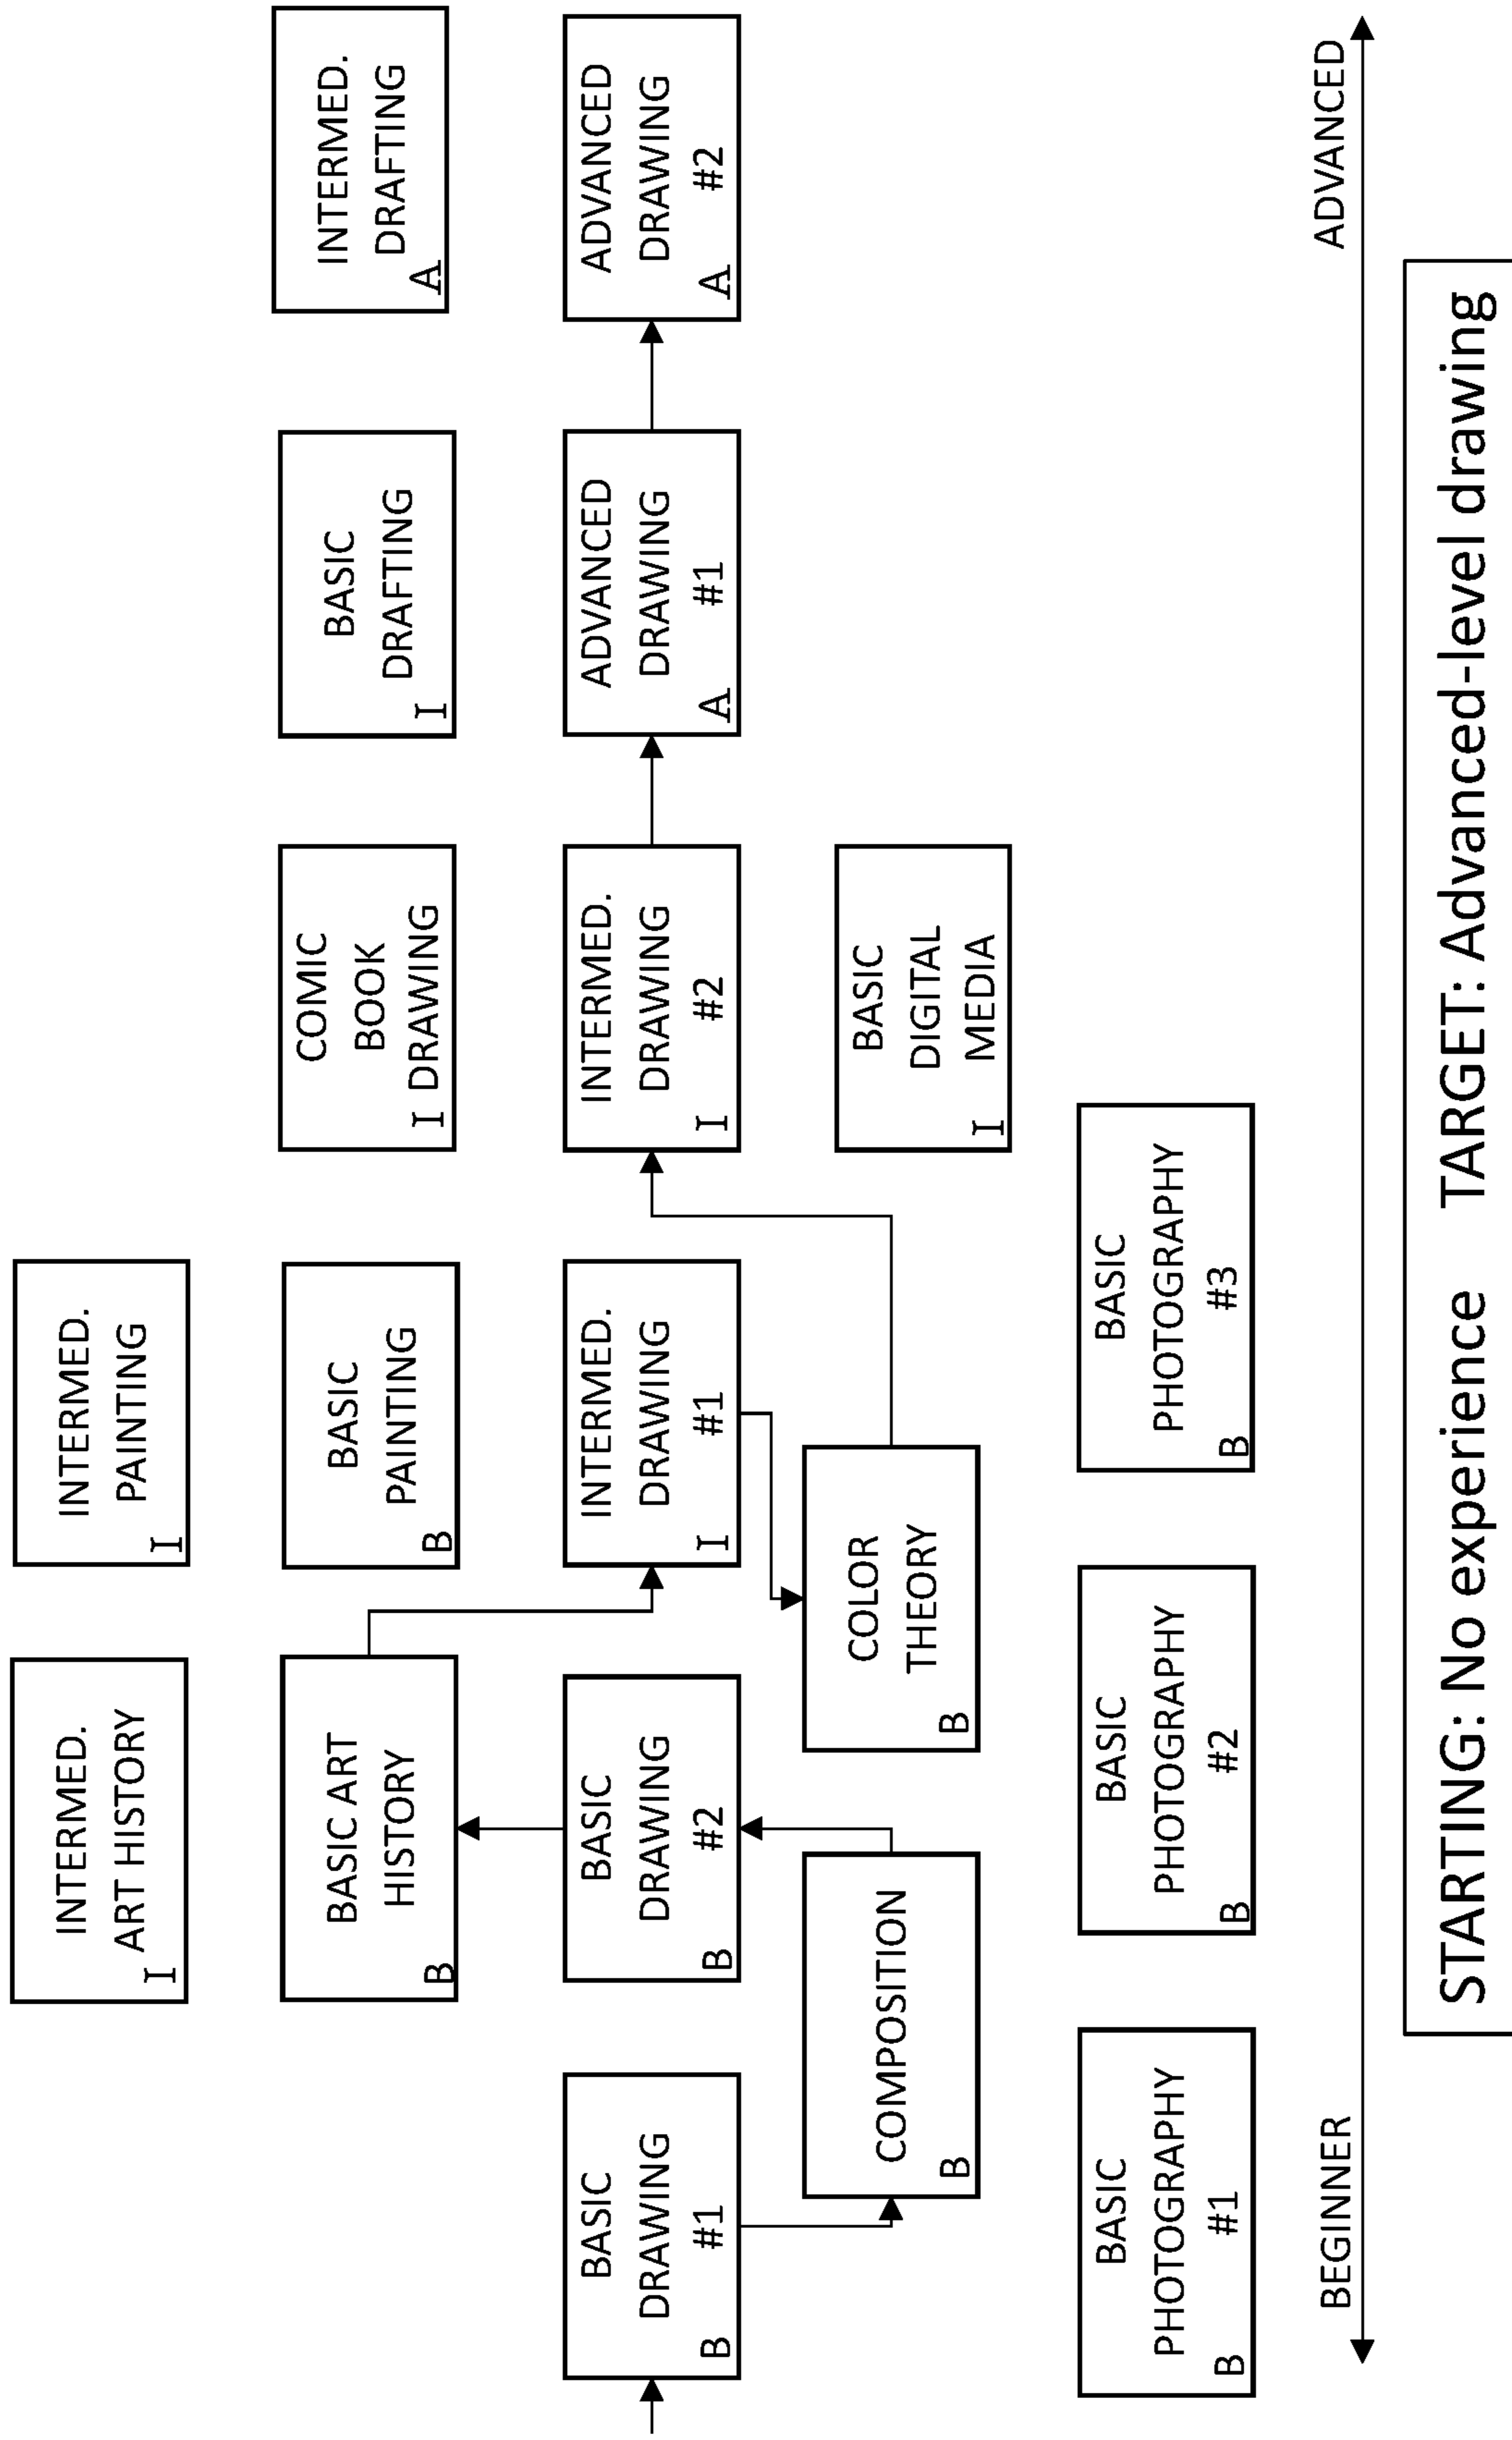 INTERMED.
ART HISTORY
I
INTERMED.
PAINTING
I
BASIC ART
HISTORY
B
BASIC
PAINTING
B
COMIC
BOOK
I DRAWING
BASIC
DRAFTING
I
INTERMED.
DRAFTING
A
BASIC
DRAWING
B #1
BASIC
DRAWING
B #2
INTERMED.
DRAWING
I #1
INTERMED.
DRAWING
I #2
ADVANCED
DRAWING
A #1
ADVANCED
DRAWING
A #2
COMPOSITION
B
COLOR
THEORY
B
BASIC
DIGITAL
MEDIA
I
BASIC
PHOTOGRAPHY
#1
B
BASIC
PHOTOGRAPHY
#2
B
BASIC
PHOTOGRAPHY
#3
B
BEGINNER
ADVANCED
STARTING: No experience TARGET: Advanced-level drawing